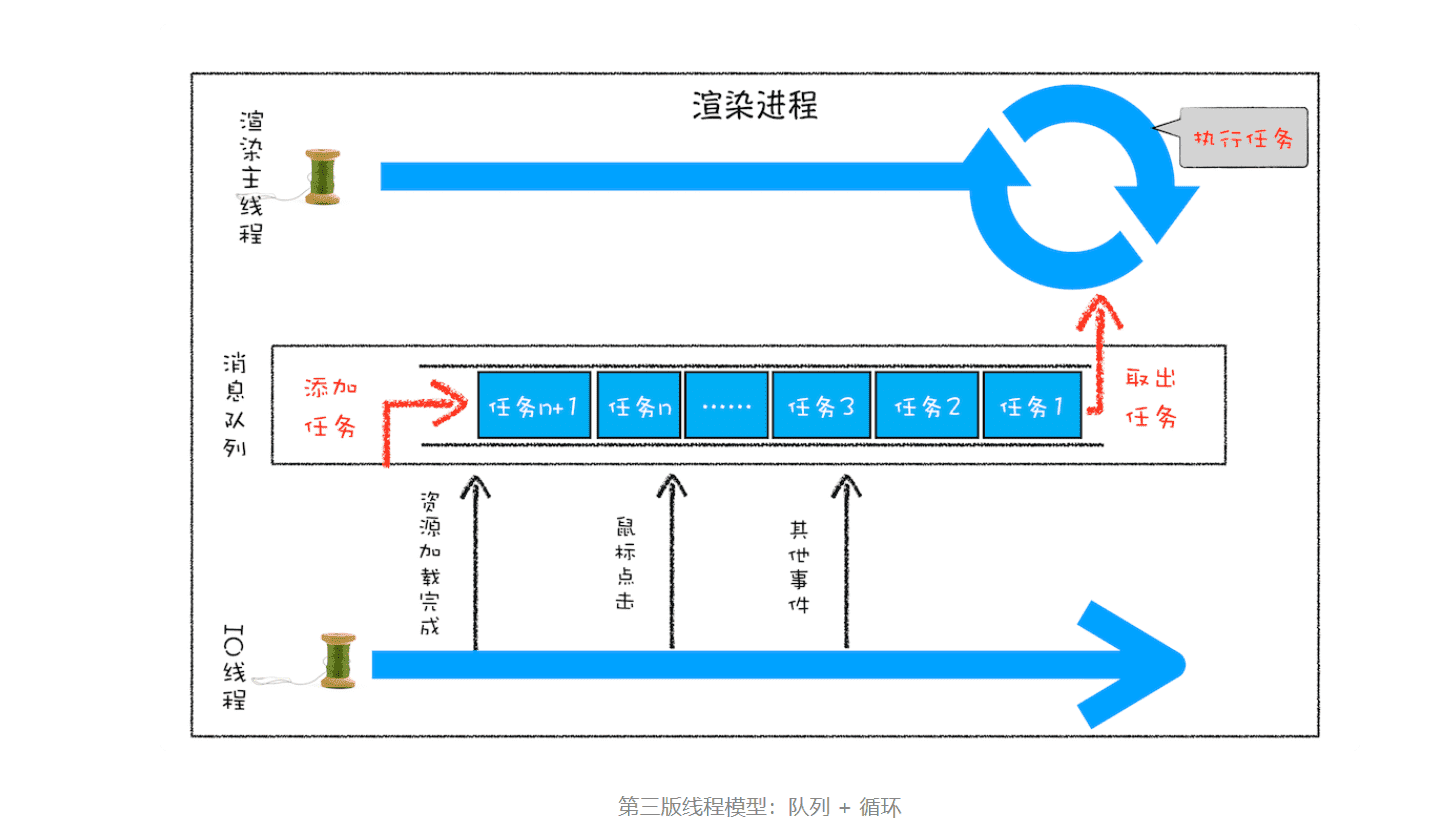 渲染进程
渲染主线程
执行任务
消息队列
添加
任务
任务n+1
任务n
……
任务3
任务2
任务1
取出
任务
资源加载完成
鼠标点击
其他事件
IO线程
第三版线程模型：队列 + 循环